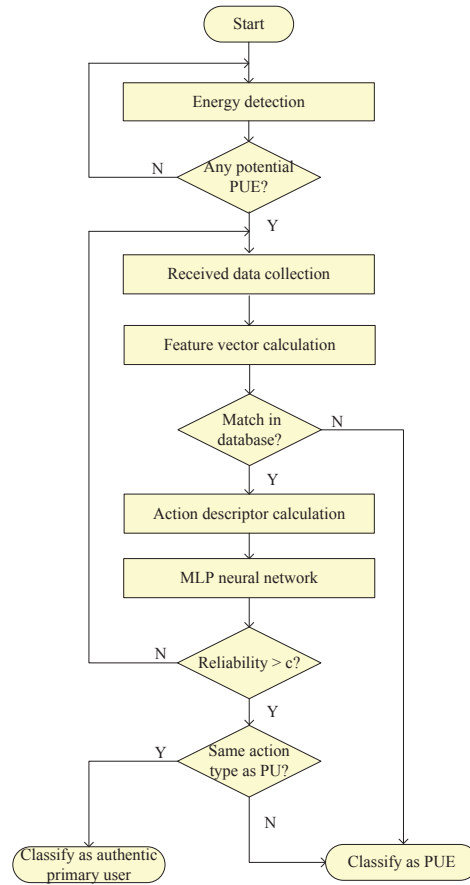 Start
Energy detection
N
Any potential
PUE?
Y
Received data collection
Feature vector calculation
Match in
database?
N
Y
Action descriptor calculation
MLP neural network
N
Reliability > c?
Y
Y
Same action
type as PU?
N
Classify as authentic
primary user
Classify as PUE